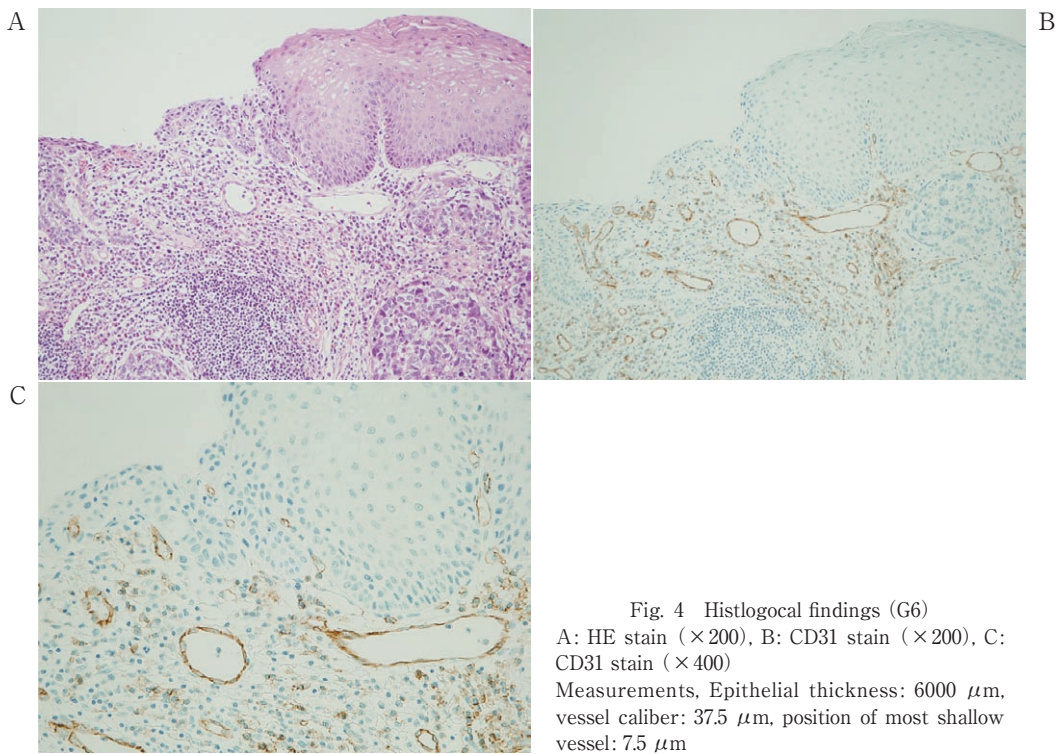 A
B
C
Fig. 4 Histlogocal findings (G6)
A: HE stain (×200), B: CD31 stain (×200), C:
CD31 stain (×400)
Measurements, Epithelial thickness: 6000 μm,
vessel caliber: 37.5 μm, position of most shallow
vessel: 7.5 μm